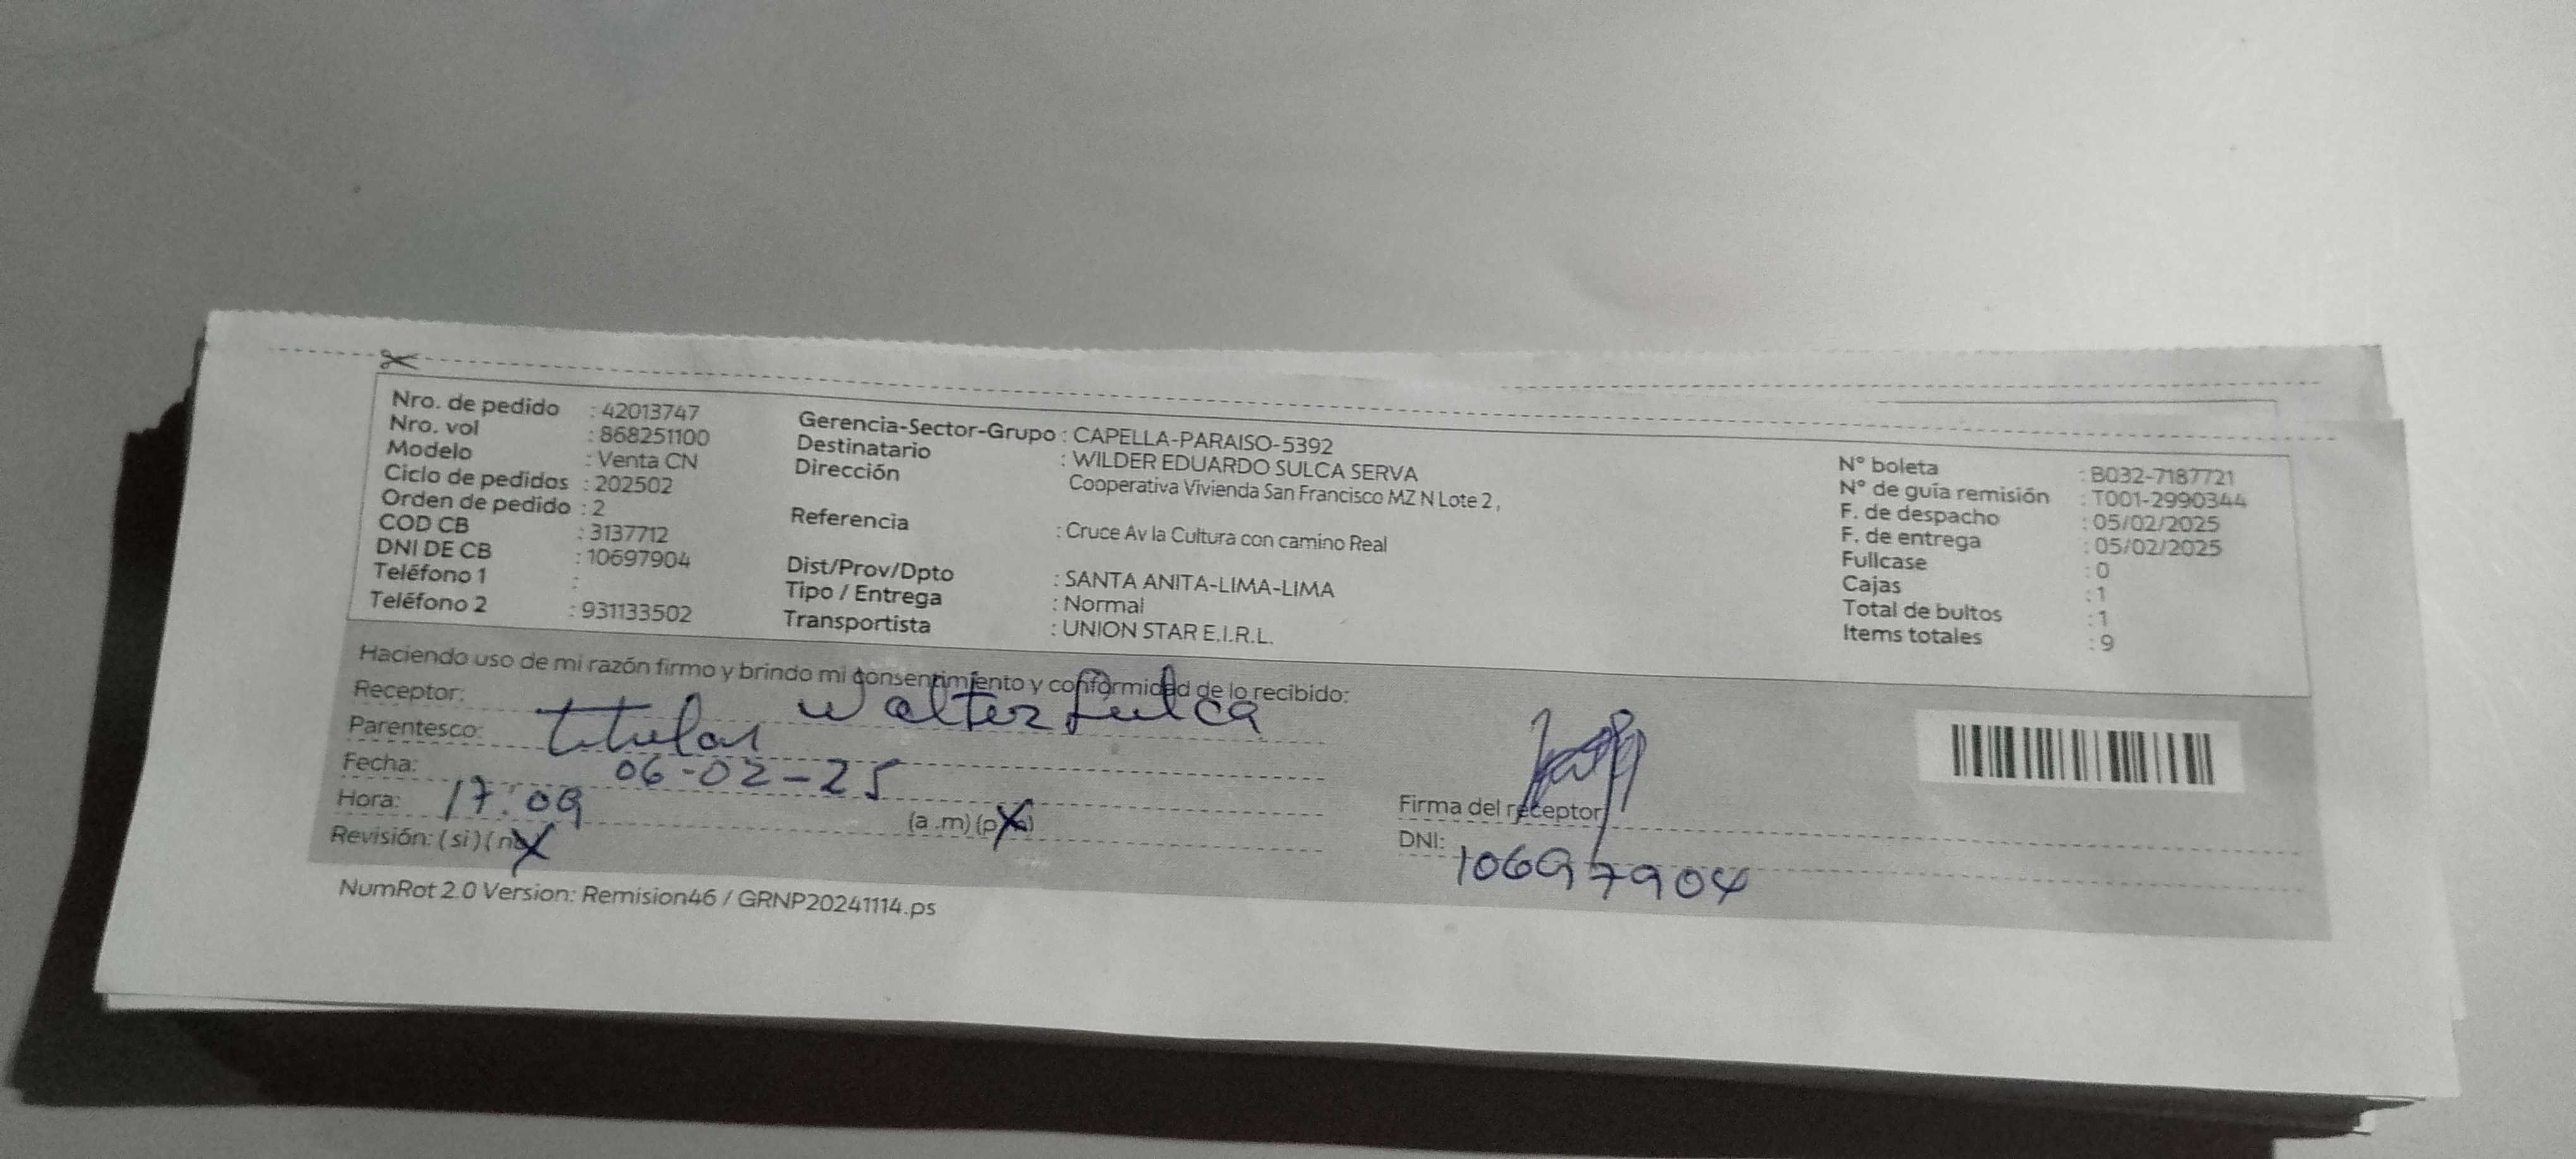 Nro. de pedido : 42013747
Nro. vol : 868251100
Modelo : Venta CN
Ciclo de pedidos : 202502
Orden de pedido : 2
COD CB : 3137712
DNI DE CB : 10697904
Teléfono 1 :
Teléfono 2 : 931133502
Gerencia-Sector-Grupo : CAPELLA-PARAISO-5392
Destinatario : WILDER EDUARDO SULCA SERVA
Dirección Cooperativa Vivienda San Francisco MZ N Lote 2,
Referencia : Cruce Av la Cultura con camino Real
Dist/Prov/Dpto : SANTA ANITA-LIMA-LIMA
Tipo / Entrega : Normal
Transportista : UNION STAR E.I.R.L.
N° boleta : B032-7187721
N° de guía remisión : T001-2990344
F. de despacho : 05/02/2025
F. de entrega : 05/02/2025
Fullcase : 0
Cajas : 1
Total de bultos : 1
Items totales : 9
Haciendo uso de mi razón firmo y brindo mi consentimiento y conformidad de lo recibido:
Receptor: Walter Sulca
Parentesco: titular
Fecha: 06-02-25
Hora: 17:09 (a .m) (p.m)
Revisión: ( si ) ( no )
Firma del receptor
DNI: 10697904
NumRot 2.0 Version: Remision46 / GRNP20241114.ps